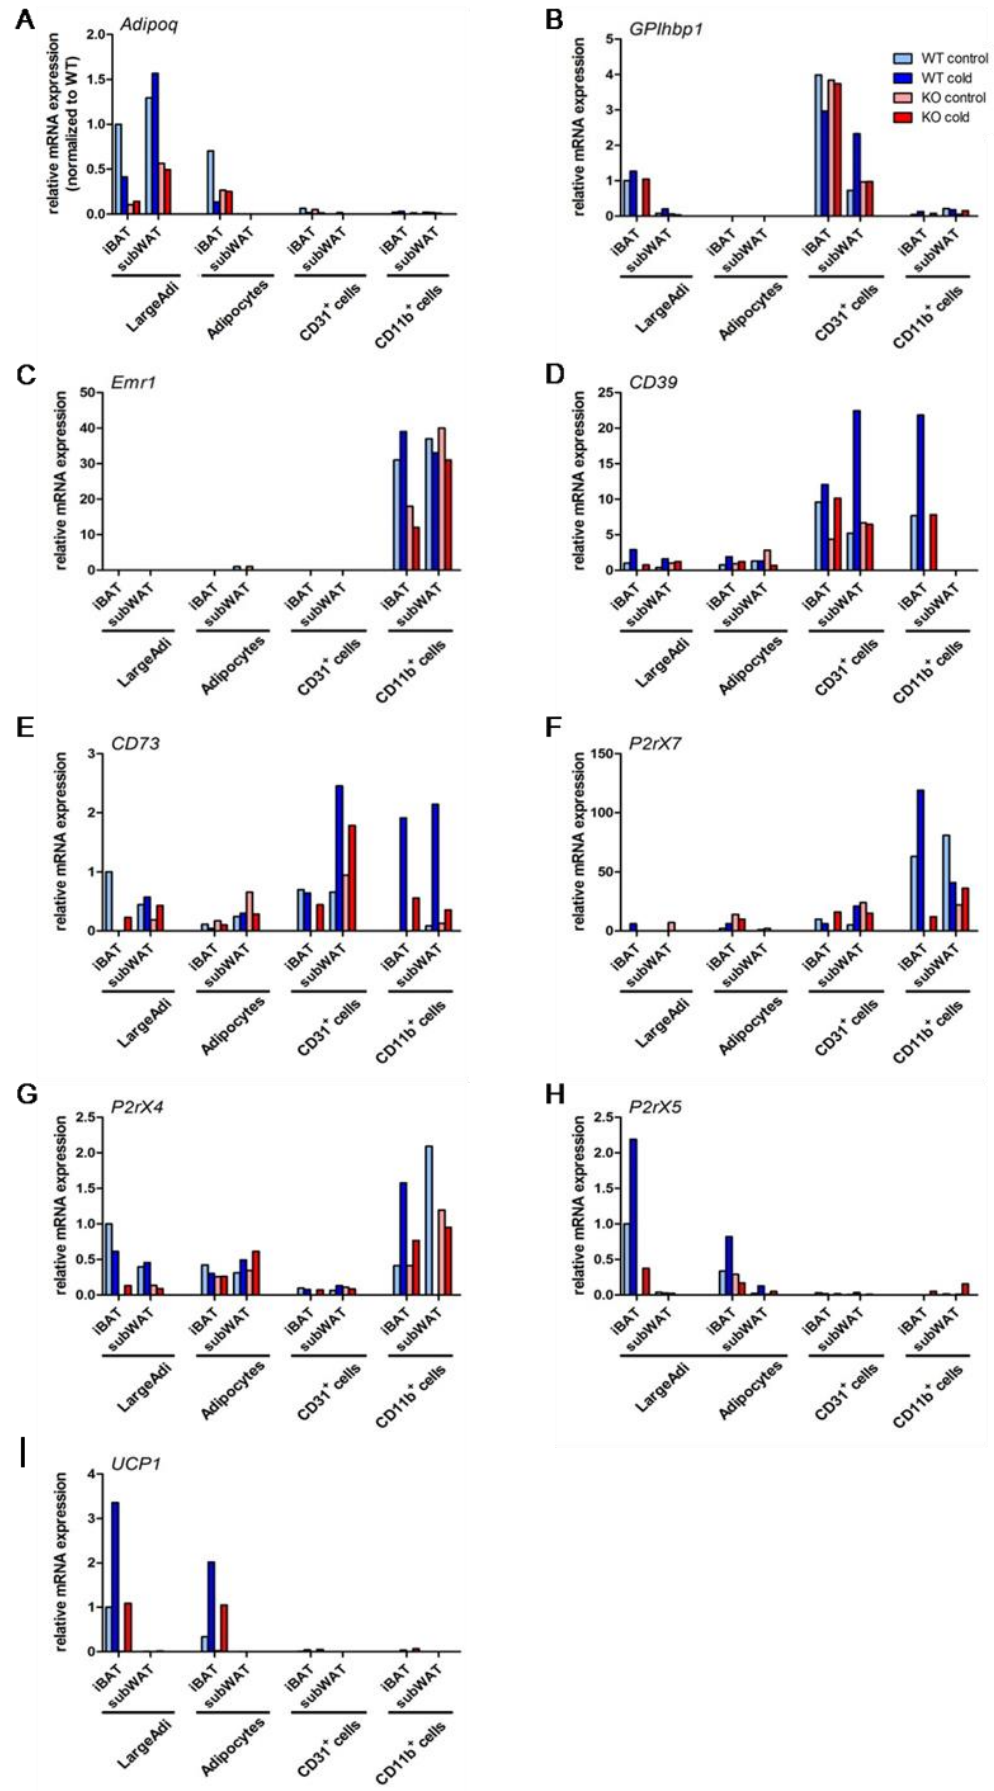 A
Adipoq
relative mRNA expression
(normalized to WT)
2.0
1.5
1.0
0.5
0.0
iBAT
subWAT
iBAT
subWAT
iBAT
subWAT
iBAT
subWAT
LargeAdi
Adipocytes
CD31+ cells
CD11b+ cells
B
GPIhbp1
relative mRNA expression
5
4
3
2
1
0
WT control
WT cold
KO control
KO cold
iBAT
subWAT
iBAT
subWAT
iBAT
subWAT
iBAT
subWAT
LargeAdi
Adipocytes
CD31+ cells
CD11b+ cells
C
Emr1
relative mRNA expression
50
40
30
20
10
0
iBAT
subWAT
iBAT
subWAT
iBAT
subWAT
iBAT
subWAT
LargeAdi
Adipocytes
CD31+ cells
CD11b+ cells
D
CD39
relative mRNA expression
25
20
15
10
5
0
iBAT
subWAT
iBAT
subWAT
iBAT
subWAT
iBAT
subWAT
LargeAdi
Adipocytes
CD31+ cells
CD11b+ cells
E
CD73
relative mRNA expression
3
2
1
0
iBAT
subWAT
iBAT
subWAT
iBAT
subWAT
iBAT
subWAT
LargeAdi
Adipocytes
CD31+ cells
CD11b+ cells
F
P2rX7
relative mRNA expression
150
100
50
0
iBAT
subWAT
iBAT
subWAT
iBAT
subWAT
iBAT
subWAT
LargeAdi
Adipocytes
CD31+ cells
CD11b+ cells
G
P2rX4
relative mRNA expression
2.5
2.0
1.5
1.0
0.5
0.0
iBAT
subWAT
iBAT
subWAT
iBAT
subWAT
iBAT
subWAT
LargeAdi
Adipocytes
CD31+ cells
CD11b+ cells
H
P2rX5
relative mRNA expression
2.5
2.0
1.5
1.0
0.5
0.0
iBAT
subWAT
iBAT
subWAT
iBAT
subWAT
iBAT
subWAT
LargeAdi
Adipocytes
CD31+ cells
CD11b+ cells
I
UCP1
relative mRNA expression
4
3
2
1
0
iBAT
subWAT
iBAT
subWAT
iBAT
subWAT
iBAT
subWAT
LargeAdi
Adipocytes
CD31+ cells
CD11b+ cells